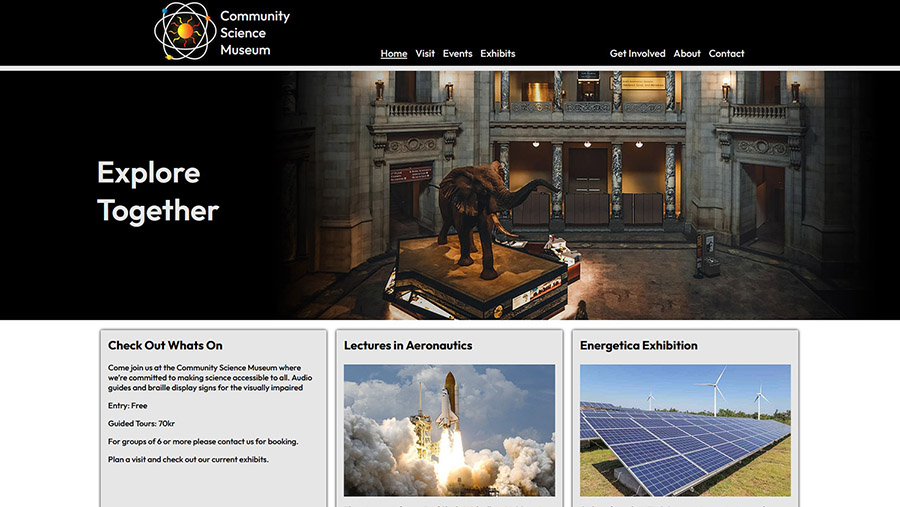 Community
Science
Museum
Home Visit Events Exhibits Get Involved About Contact
Explore
Together
Check Out Whats On
Come join us at the Community Science Museum where
we're committed to making science accessible to all. Audio
guides and braille display signs for the visually impaired
Entry: Free
Guided Tours: 70kr
For groups of 6 or more please contact us for booking.
Plan a visit and check out our current exhibits.
Lectures in Aeronautics
Energetica Exhibition